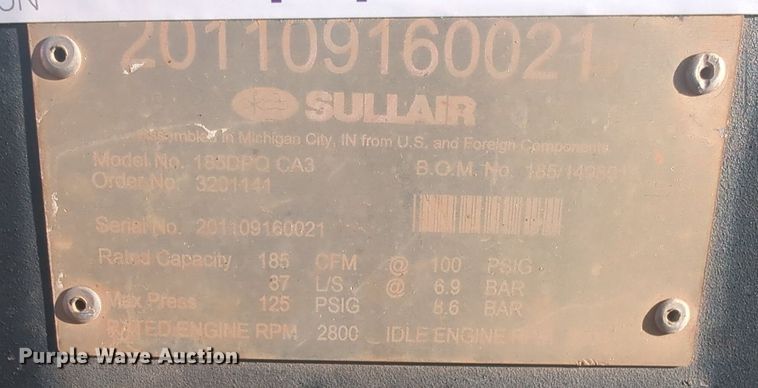 ON
201109160021
SULLAIR
Assembled in Michigan City, IN from U.S. and Foreign Components
Model No. 185DPQ CA3 B.O.M. No.
Order No. 3201141
Serial No. 201109160021
Rated Capacity 185 CFM @ 100 PSIG
87 L/S @ 6.9 BAR
Max Press 125 PSIG 8.6 BAR
RATED ENGINE RPM 2800 IDLE ENGINE
Purple Wave Auction